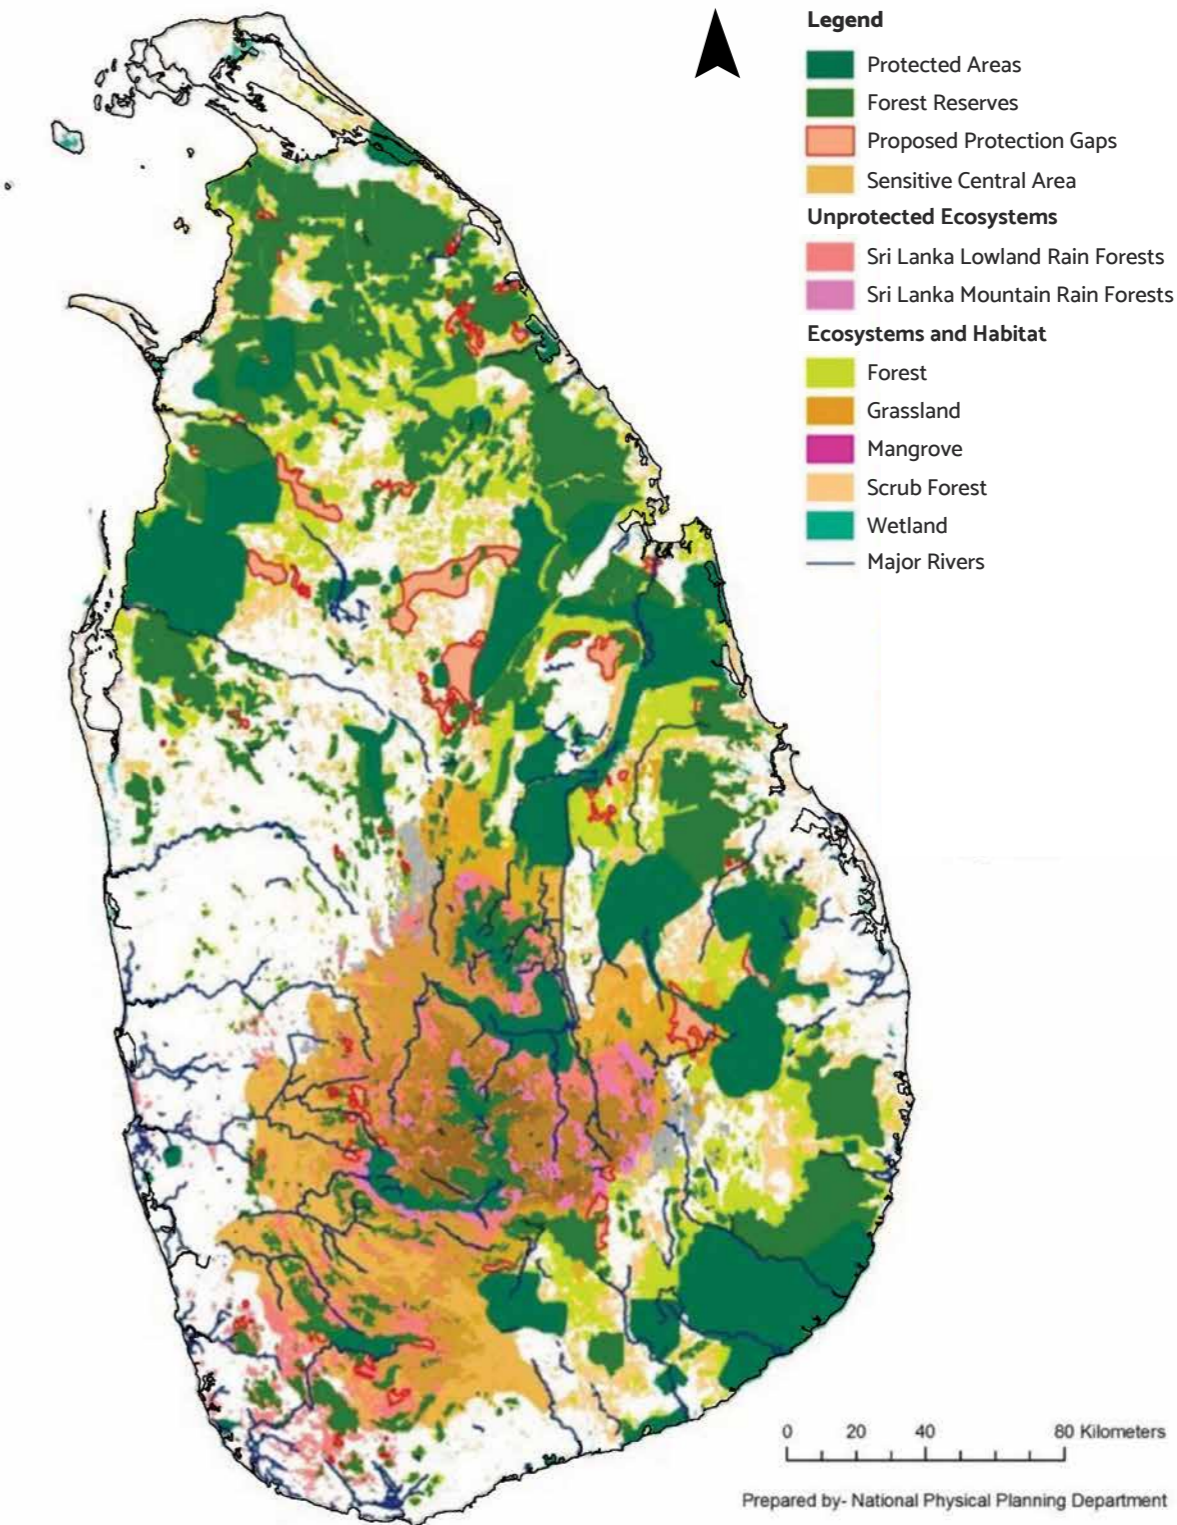 Legend
Protected Areas
Forest Reserves
Proposed Protection Gaps
Sensitive Central Area
Unprotected Ecosystems
Sri Lanka Lowland Rain Forests
Sri Lanka Mountain Rain Forests
Ecosystems and Habitat
Forest
Grassland
Mangrove
Scrub Forest
Wetland
Major Rivers
0 20 40 80 Kilometers
Prepared by- National Physical Planning Department